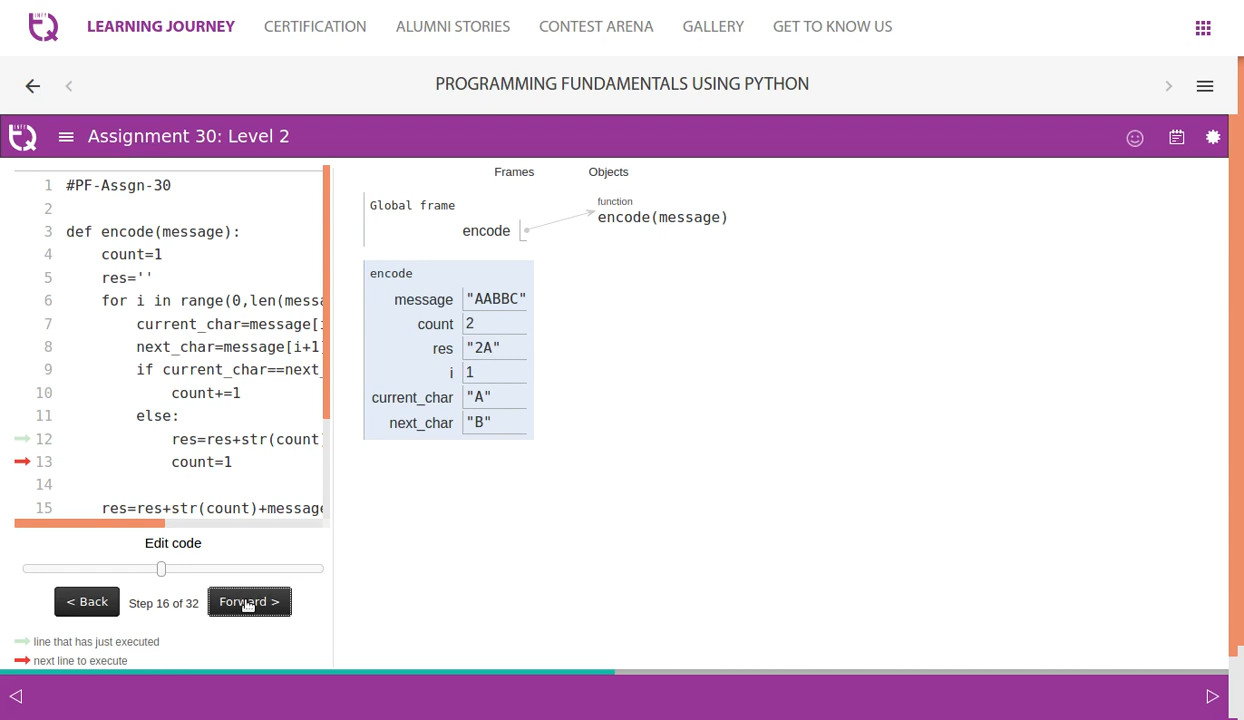 LEARNING JOURNEY CERTIFICATION ALUMNI STORIES CONTEST ARENA GALLERY GET TO KNOW US
PROGRAMMING FUNDAMENTALS USING PYTHON
Assignment 30: Level 2
1 #PF-Assgn-30
2
3 def encode(message):
4 count=1
5 res=''
6 for i in range(0,len(messa
7 current_char=message[i
8 next_char=message[i+1
9 if current_char==next_
10 count+=1
11 else:
12 res=res+str(count
13 count=1
14
15 res=res+str(count)+message
Edit code
< Back Step 16 of 32 Forward >
line that has just executed
next line to execute
Frames Objects
Global frame
encode
function
encode(message)
encode
message "AABBC"
count 2
res "2A"
i 1
current_char "A"
next_char "B"